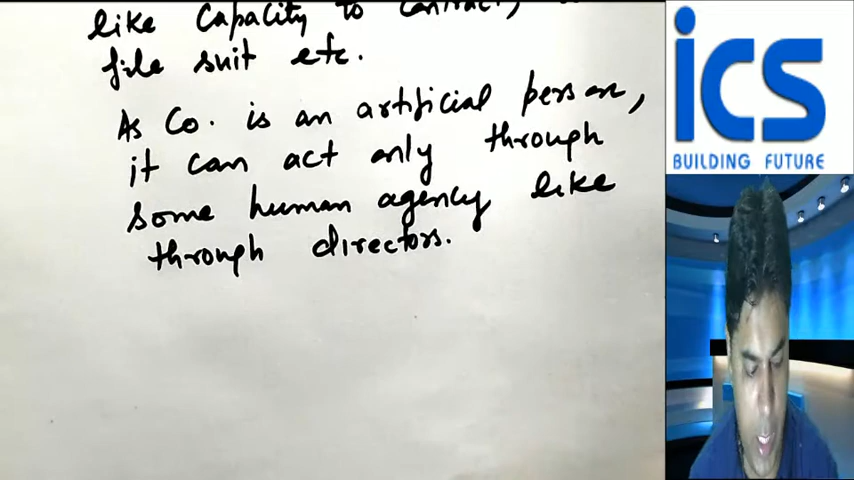 like Capacity to contract,
file suit etc.
As Co. is an artificial person,
it can act only through
some human agency like
through directors.
ics
BUILDING FUTURE